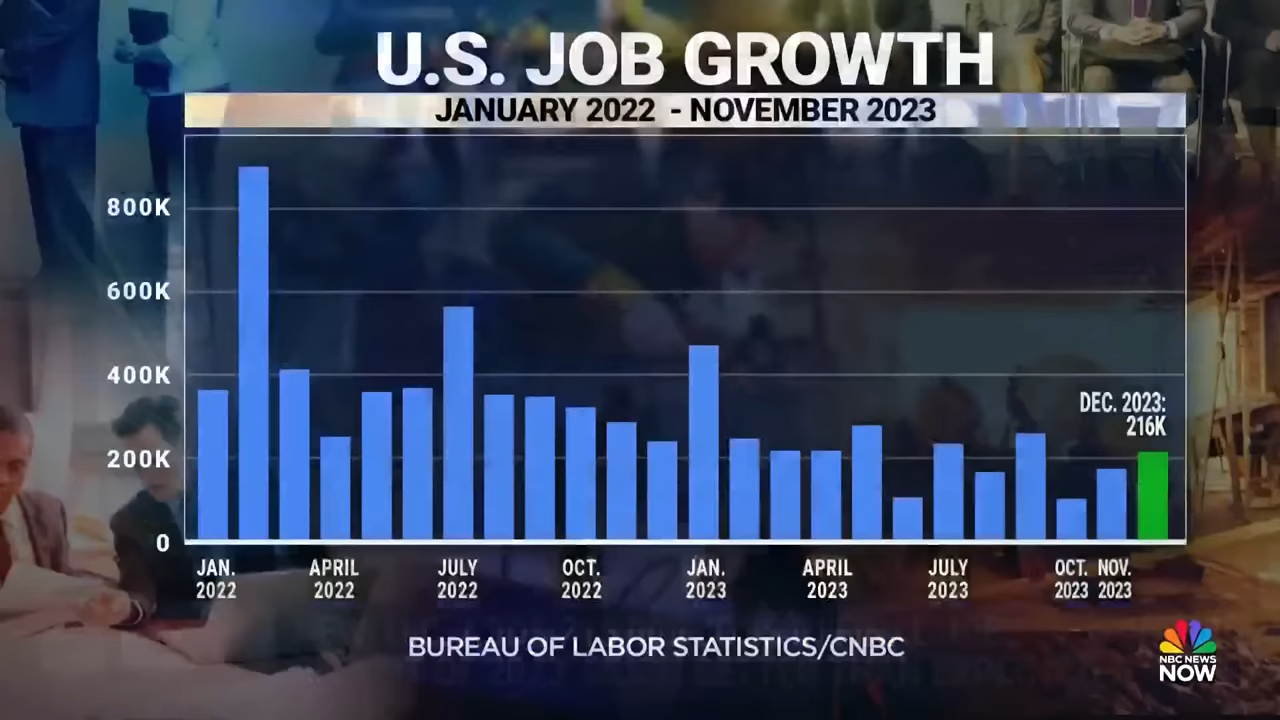 U.S. JOB GROWTH
JANUARY 2022 - NOVEMBER 2023
800K
600K
400K
200K
0
DEC. 2023:
216K
JAN. APRIL JULY OCT. JAN. APRIL JULY OCT. NOV.
2022 2022 2022 2022 2023 2023 2023 2023 2023
BUREAU OF LABOR STATISTICS/CNBC
NBC NEWS
NOW